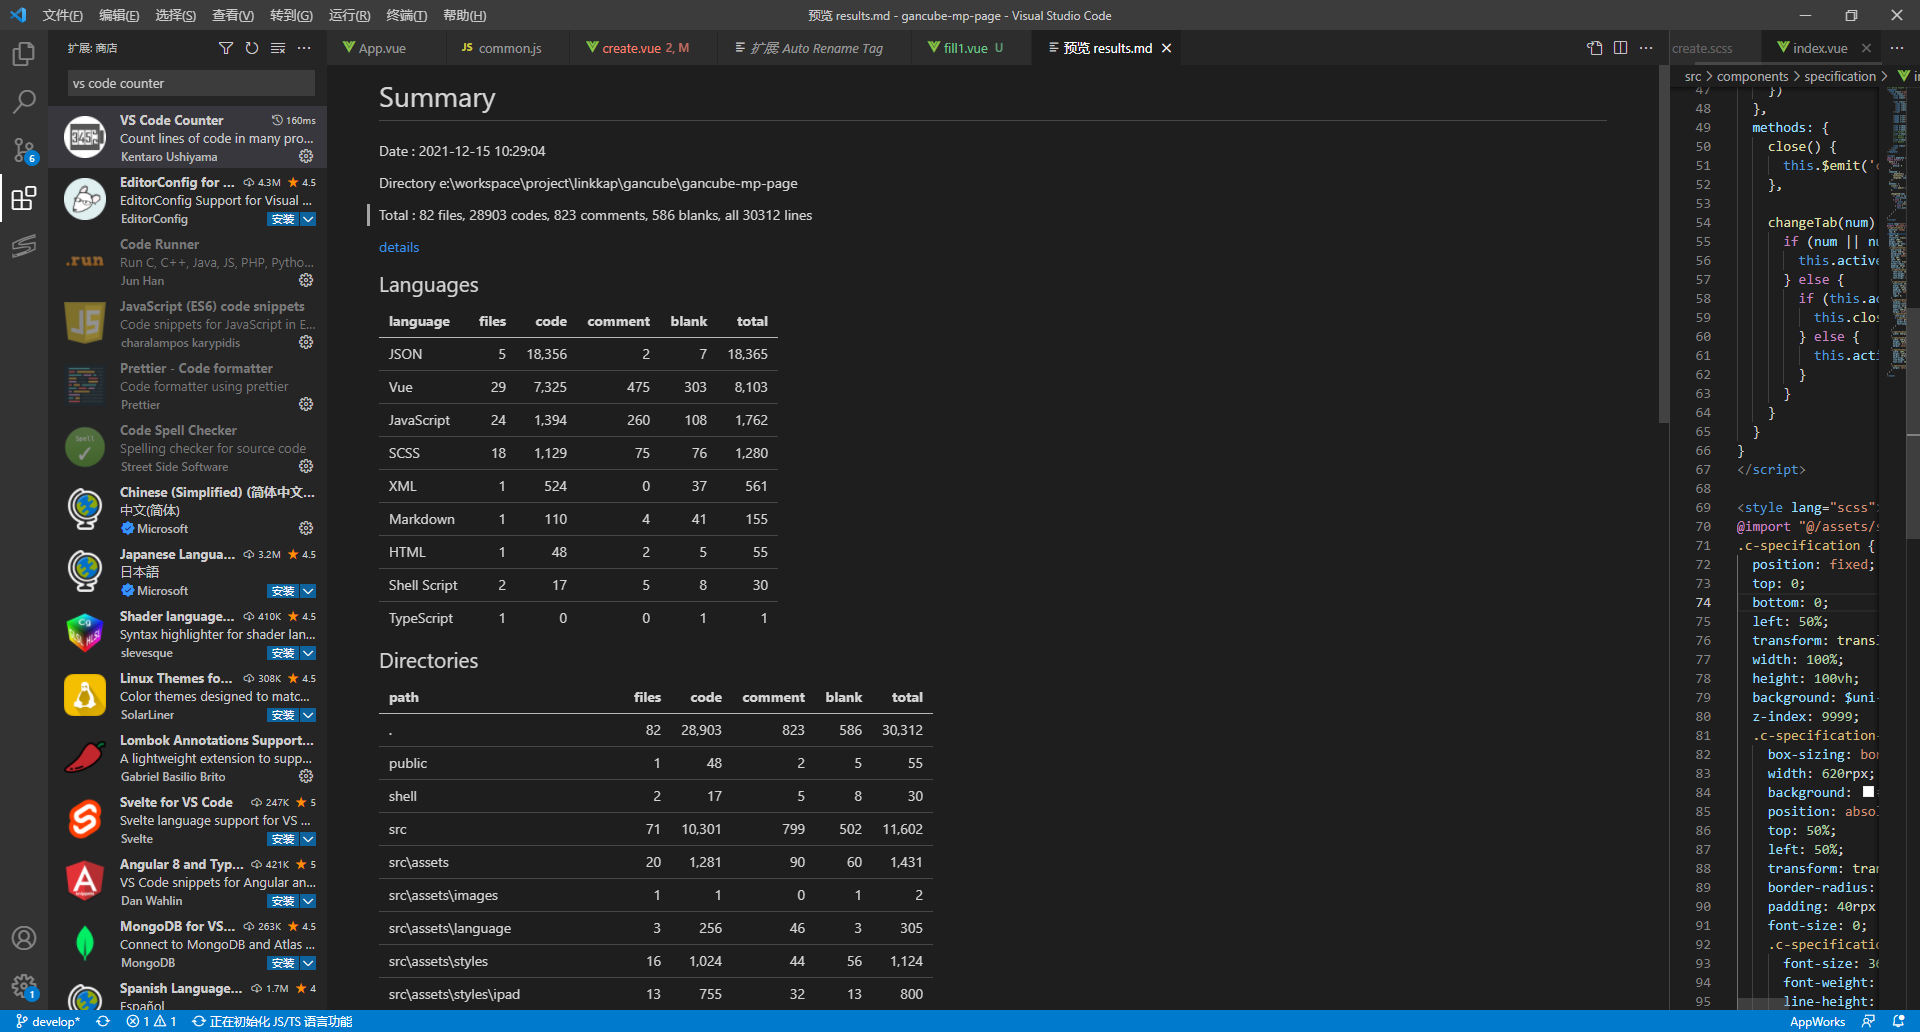 文件(F) 编辑(E) 选择(S) 查看(V) 转到(G) 运行(R) 终端(T) 帮助(H)
预览 results.md - gancube-mp-page - Visual Studio Code
扩展: 商店
vs code counter
VS Code Counter 160ms
Count lines of code in many pro...
Kentaro Ushiyama
EditorConfig for ... 4.3M 4.5
EditorConfig Support for Visual ...
EditorConfig 安装
Code Runner
.run
Run C, C++, Java, JS, PHP, Pytho...
Jun Han
JavaScript (ES6) code snippets
JS
Code snippets for JavaScript in E...
charalampos karypidis
Prettier - Code formatter
Code formatter using prettier
Prettier
Code Spell Checker
Spell
Spelling checker for source code
Street Side Software
Chinese (Simplified) (简体中文...
中文(简体)
Microsoft
Japanese Langua... 3.2M 4.5
日本語
Microsoft 安装
Shader language... 410K 4.5
Syntax highlighter for shader lan...
slevesque 安装
Linux Themes fo... 308K 4.5
Color themes designed to matc...
SolarLiner 安装
Lombok Annotations Support...
A lightweight extension to supp...
Gabriel Basilio Brito
Svelte for VS Code 247K 5
Svelte language support for VS ...
Svelte 安装
Angular 8 and Typ... 421K 5
VS Code snippets for Angular an...
Dan Wahlin 安装
MongoDB for VS... 263K 4.5
Connect to MongoDB and Atlas ...
MongoDB 安装
Spanish Language... 1.7M 4
Español
6
1
App.vue
JS common.js
create.vue 2, M
扩展: Auto Rename Tag
fill1.vue U
预览 results.md
Summary
Date : 2021-12-15 10:29:04
Directory e:\workspace\project\linkkap\gancube\gancube-mp-page
Total : 82 files, 28903 codes, 823 comments, 586 blanks, all 30312 lines
details
Languages
language files code comment blank total
JSON 5 18,356 2 7 18,365
Vue 29 7,325 475 303 8,103
JavaScript 24 1,394 260 108 1,762
SCSS 18 1,129 75 76 1,280
XML 1 524 0 37 561
Markdown 1 110 4 41 155
HTML 1 48 2 5 55
Shell Script 2 17 5 8 30
TypeScript 1 0 0 1 1
Directories
path files code comment blank total
. 82 28,903 823 586 30,312
public 1 48 2 5 55
shell 2 17 5 8 30
src 71 10,301 799 502 11,602
src\assets 20 1,281 90 60 1,431
src\assets\images 1 1 0 1 2
src\assets\language 3 256 46 3 305
src\assets\styles 16 1,024 44 56 1,124
src\assets\styles\ipad 13 755 32 13 800
create.scss
index.vue
src > components > specification >
47 })
48 },
49 methods: {
50 close() {
51 this.$emit('
52 },
53
54 changeTab(num)
55 if (num ||
56 this.active
57 } else {
58 if (this.ac
59 this.clos
60 } else {
61 this.acti
62 }
63 }
64 }
65 }
66 }
67 </script>
68
69 <style lang="scss"
70 @import "@/assets/s
71 .c-specification {
72 position: fixed;
73 top: 0;
74 bottom: 0;
75 left: 50%;
76 transform: transl
77 width: 100%;
78 height: 100vh;
79 background: $uni-
80 z-index: 9999;
81 .c-specification-
82 box-sizing: bor
83 width: 620rpx;
84 background:
85 position: absol
86 top: 50%;
87 left: 50%;
88 transform: tran
89 border-radius:
90 padding: 40rpx
91 font-size: 0;
92 .c-specificatio
93 font-size: 36
94 font-weight:
95 line-height:
develop* 1 1 正在初始化 JS/TS 语言功能
AppWorks